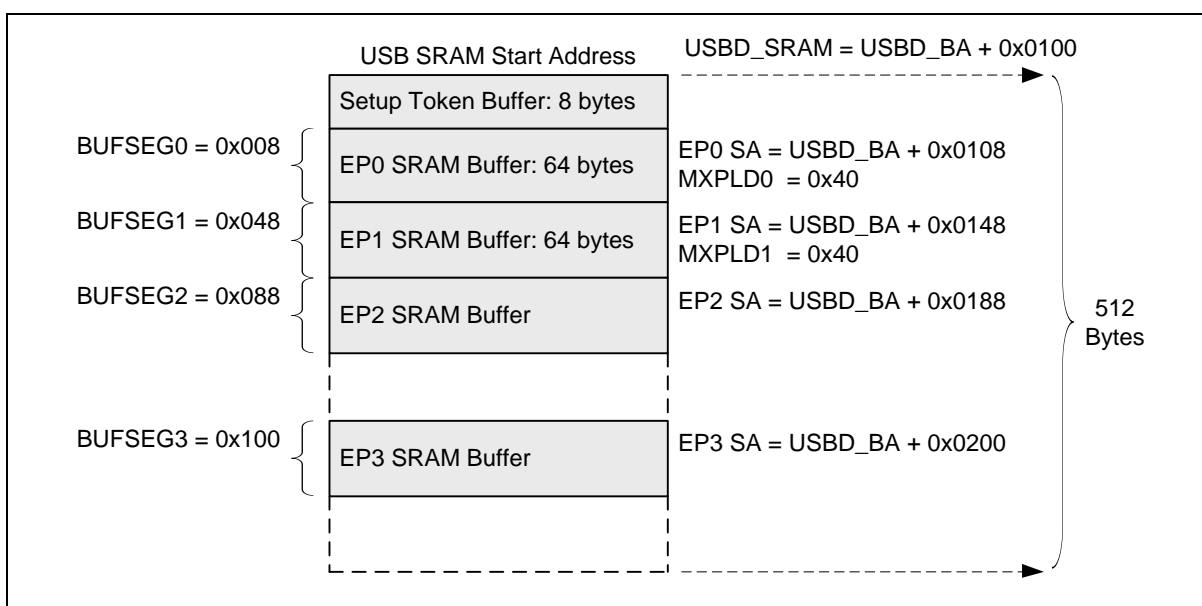 USB SRAM Start Address
USBD_SRAM = USBD_BA + 0x0100
Setup Token Buffer: 8 bytes
BUFSEG0 = 0x008
EP0 SRAM Buffer: 64 bytes
EP0 SA = USBD_BA + 0x0108
MXPLD0 = 0x40
BUFSEG1 = 0x048
EP1 SRAM Buffer: 64 bytes
EP1 SA = USBD_BA + 0x0148
MXPLD1 = 0x40
BUFSEG2 = 0x088
EP2 SRAM Buffer
EP2 SA = USBD_BA + 0x0188
512
Bytes
BUFSEG3 = 0x100
EP3 SRAM Buffer
EP3 SA = USBD_BA + 0x0200